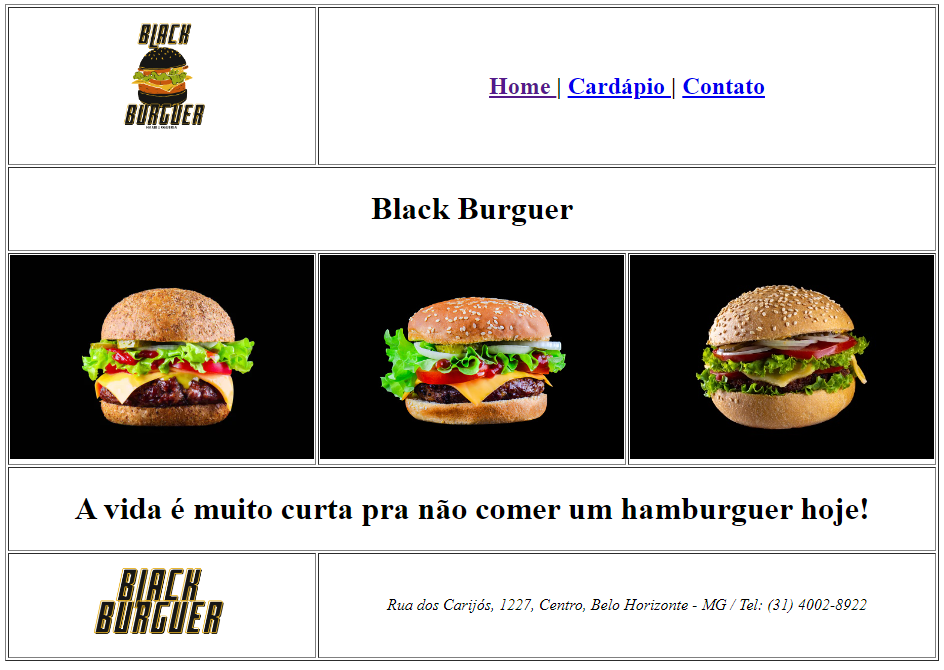 BLACK
BURGUER
Home | Cardápio | Contato
Black Burguer
A vida é muito curta pra não comer um hamburguer hoje!
BLACK
BURGUER
Rua dos Carijós, 1227, Centro, Belo Horizonte - MG / Tel: (31) 4002-8922